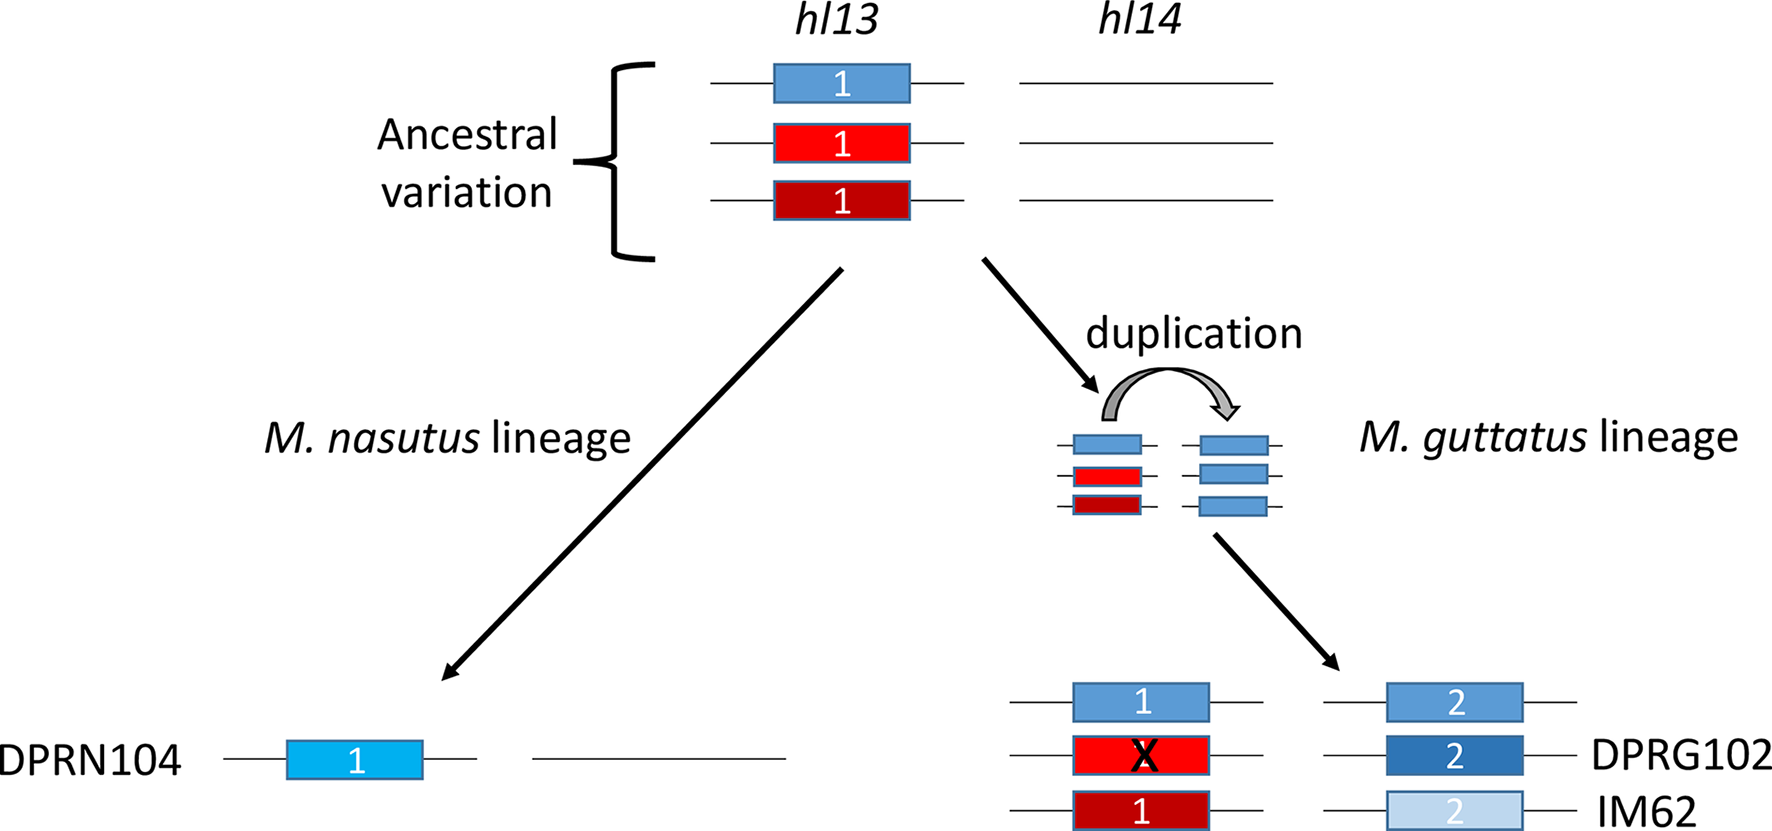 hl13 hl14
1
Ancestral
variation
1
1
duplication
M. nasutus lineage
M. guttatus lineage
1 2
DPRN104 1
X 2 DPRG102
1 2 IM62